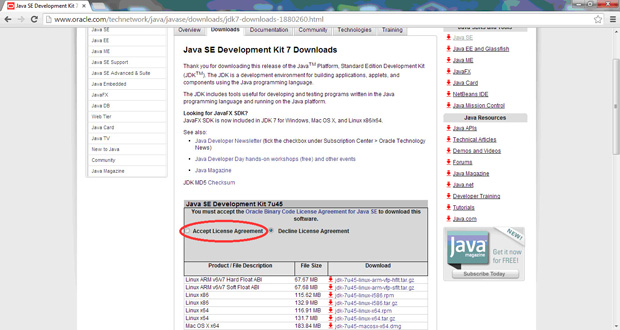 Java SE Development Kit 7
www.oracle.com/technetwork/java/javase/downloads/jdk7-downloads-1880260.html
Java SE
Java EE
Java ME
Java SE Support
Java SE Advanced & Suite
Java Embedded
JavaFX
Java DB
Web Tier
Java Card
Java TV
New to Java
Community
Java Magazine
Overview
Downloads
Documentation
Community
Technologies
Training
Java SE Development Kit 7 Downloads
Thank you for downloading this release of the Java™ Platform, Standard Edition Development Kit
(JDK™). The JDK is a development environment for building applications, applets, and
components using the Java programming language.
The JDK includes tools useful for developing and testing programs written in the Java
programming language and running on the Java platform.
Looking for JavaFX SDK?
JavaFX SDK is now included in JDK 7 for Windows, Mac OS X, and Linux x86/x64.
See also:
Java Developer Newsletter (tick the checkbox under Subscription Center > Oracle Technology
News)
Java Developer Day hands-on workshops (free) and other events
Java Magazine
JDK MD5 Checksum
Java SE Development Kit 7u45
You must accept the Oracle Binary Code License Agreement for Java SE to download this
software.
Accept License Agreement Decline License Agreement
Product / File Description File Size Download
Linux ARM v6/v7 Hard Float ABI 67.67 MB jdk-7u45-linux-arm-vfp-hflt.tar.gz
Linux ARM v6/v7 Soft Float ABI 67.68 MB jdk-7u45-linux-arm-vfp-sflt.tar.gz
Linux x86 115.62 MB jdk-7u45-linux-i586.rpm
Linux x86 132.9 MB jdk-7u45-linux-i586.tar.gz
Linux x64 116.91 MB jdk-7u45-linux-x64.rpm
Linux x64 131.7 MB jdk-7u45-linux-x64.tar.gz
Mac OS X x64 183.84 MB jdk-7u45-macosx-x64.dmg
Java SDKs and Tools
Java SE
Java EE and Glassfish
Java ME
JavaFX
Java Card
NetBeans IDE
Java Mission Control
Java Resources
Java APIs
Technical Articles
Demos and Videos
Forums
Java Magazine
Java.net
Developer Training
Tutorials
Java.com
NEW!
Java
magazine
Get it now
for FREE!
Subscribe Today